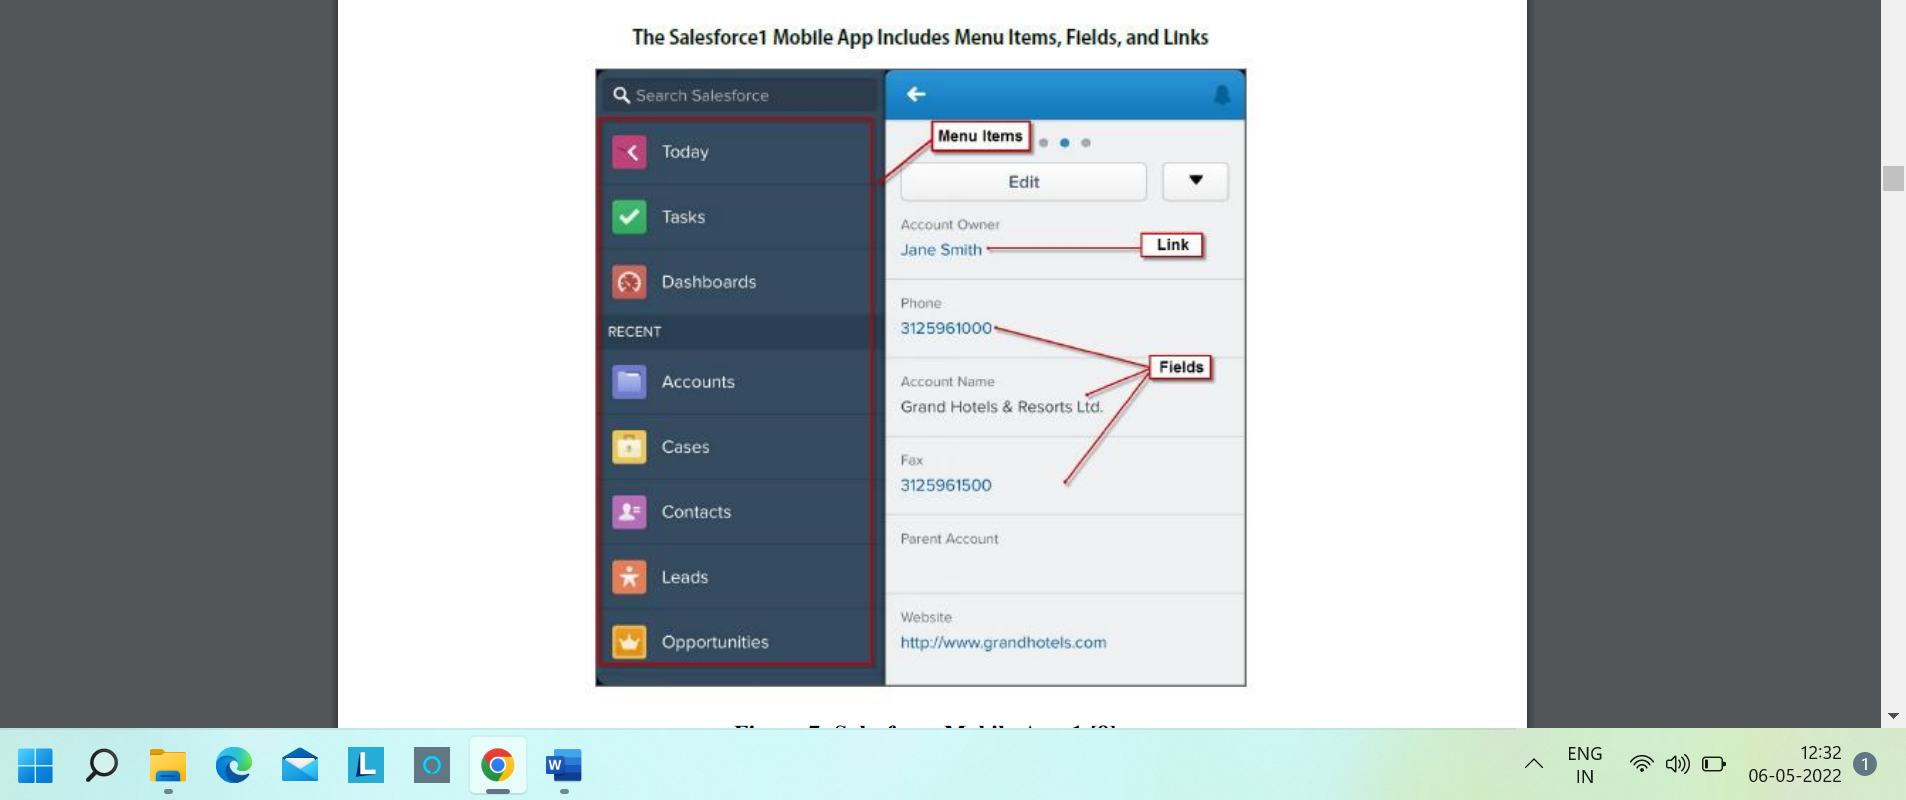 The Salesforce1 Mobile App Includes Menu Items, Fields, and Links
Search Salesforce
Today
Tasks
Dashboards
RECENT
Accounts
Cases
Contacts
Leads
Opportunities
Menu Items
Edit
Account Owner
Jane Smith
Link
Phone
3125961000
Fields
Account Name
Grand Hotels & Resorts Ltd.
Fax
3125961500
Parent Account
Website
http://www.grandhotels.com
L
W
ENG
IN
12:32
06-05-2022
1